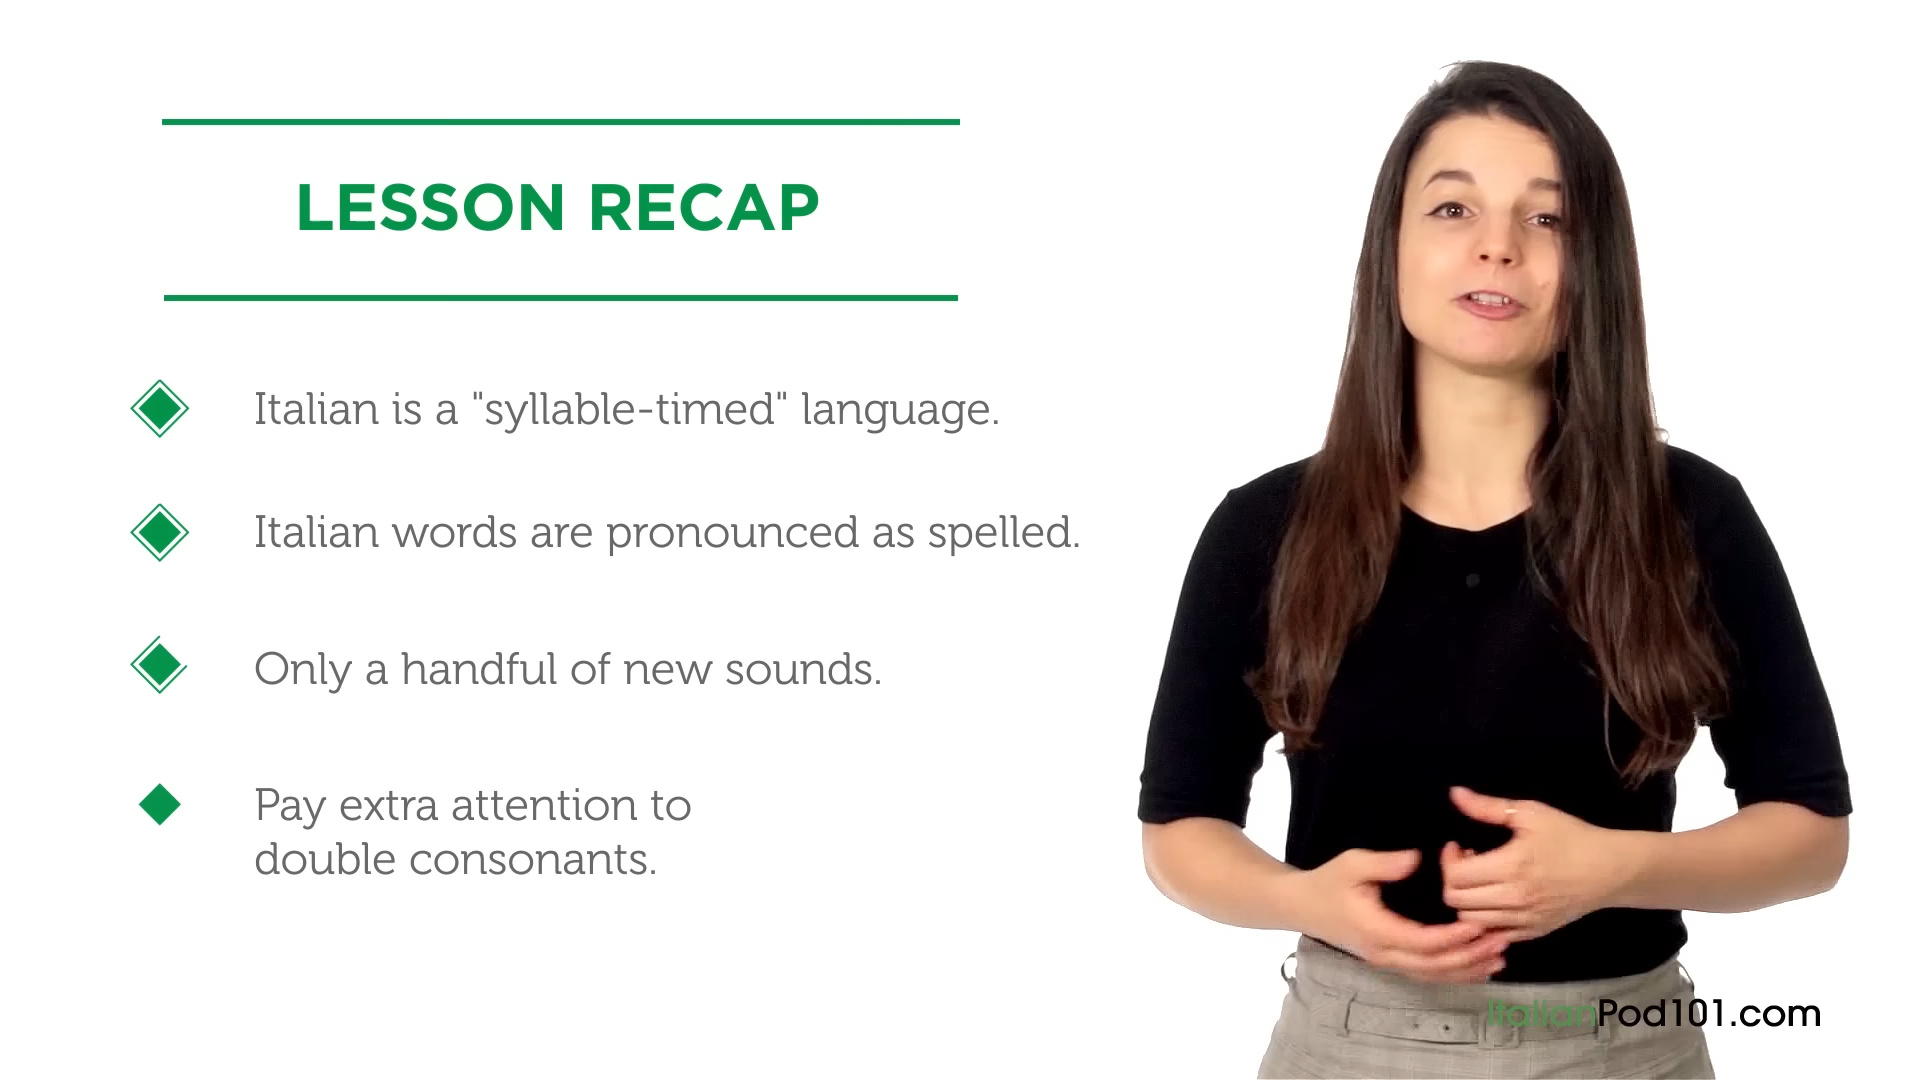 LESSON RECAP
Italian is a "syllable-timed" language.
Italian words are pronounced as spelled.
Only a handful of new sounds.
Pay extra attention to
double consonants.
ItalianPod101.com